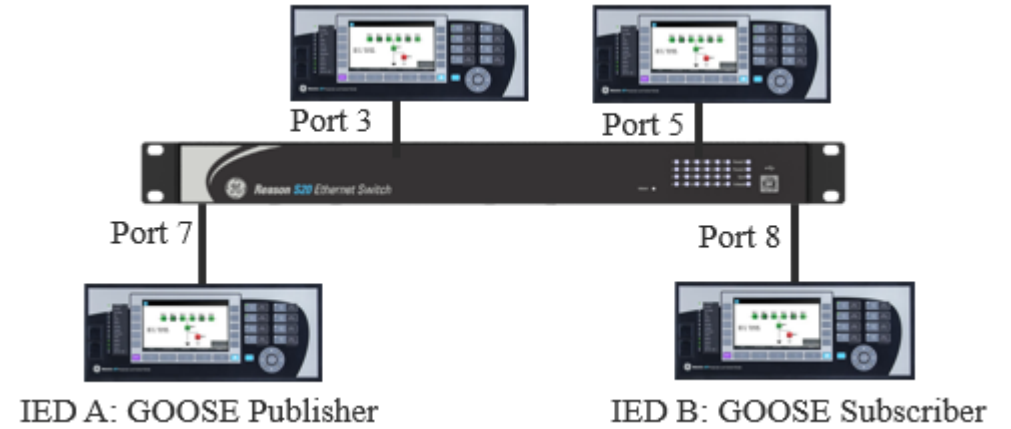 Port 3
Port 5
Reason S20 Ethernet Switch
Port 7
Port 8
IED A: GOOSE Publisher
IED B: GOOSE Subscriber